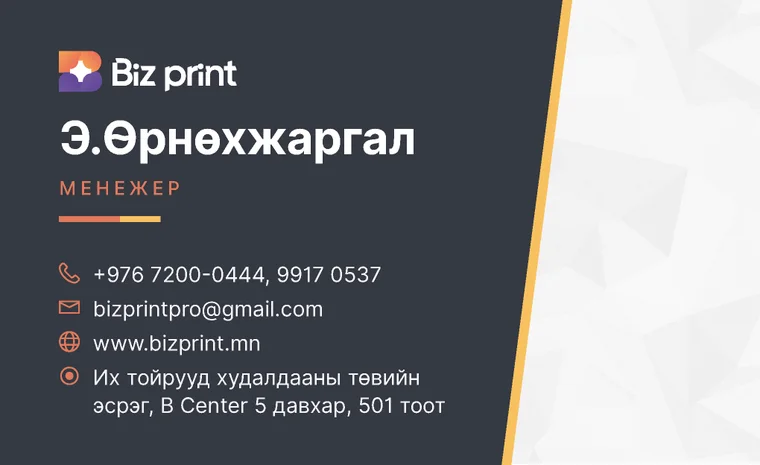 Biz print
Э.Өрнөхжаргал
МЕНЕЖЕР
+976 7200-0444, 9917 0537
bizprintpro@gmail.com
www.bizprint.mn
Их тойрууд худалдааны төвийн
эсрэг, B Center 5 давхар, 501 тоот